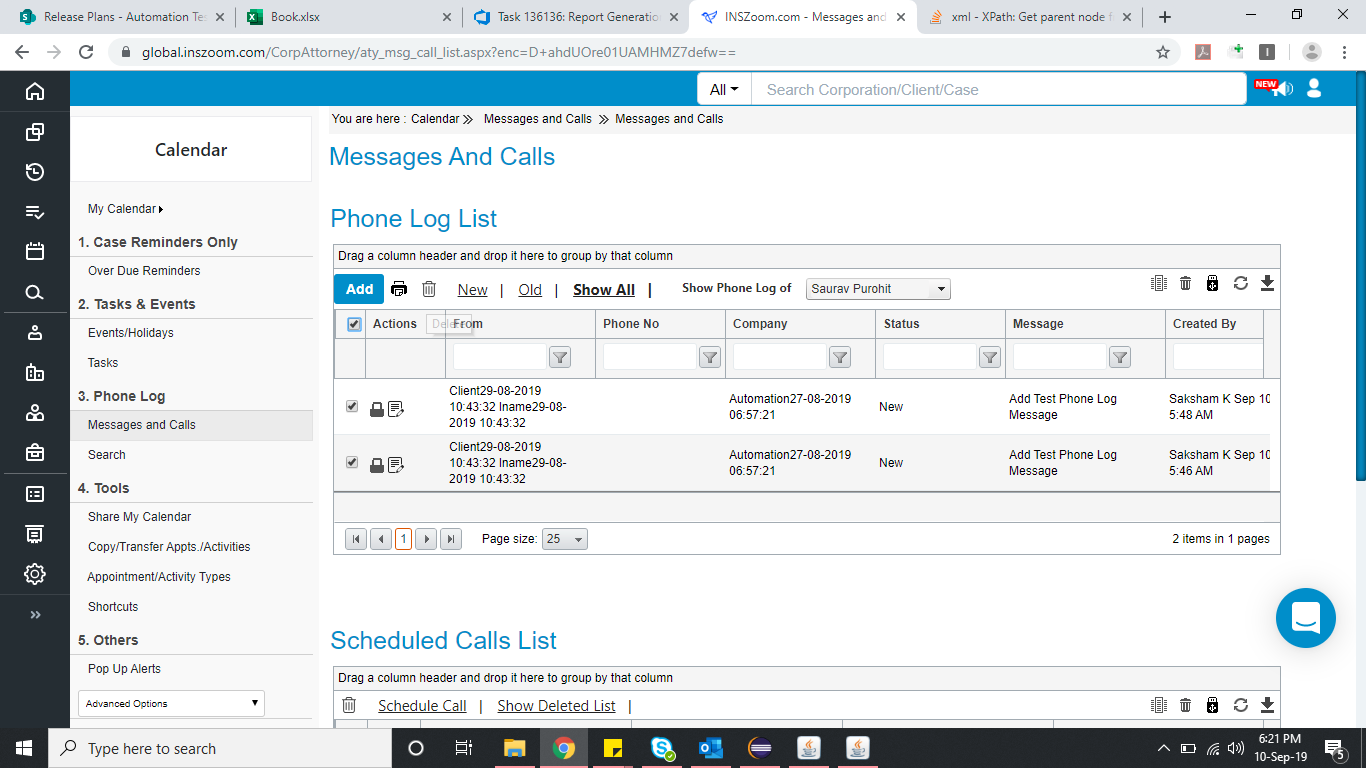 Release Plans - Automation Te
Book.xlsx
Task 136136: Report Generatio
INSZoom.com - Messages and
xml - XPath: Get parent node f
global.inszoom.com/CorpAttorney/aty_msg_call_list.aspx?enc=D+ahdUOre01UAMHMZ7defw==
All
Search Corporation/Client/Case
NEW
You are here : Calendar >> Messages and Calls >> Messages and Calls
Calendar
My Calendar
1. Case Reminders Only
Over Due Reminders
2. Tasks & Events
Events/Holidays
Tasks
3. Phone Log
Messages and Calls
Search
4. Tools
Share My Calendar
Copy/Transfer Appts./Activities
Appointment/Activity Types
Shortcuts
5. Others
Pop Up Alerts
Advanced Options
Messages And Calls
Phone Log List
Drag a column header and drop it here to group by that column
Add New | Old | Show All | Show Phone Log of Saurav Purohit
Actions From Phone No Company Status Message Created By
Delete
Client29-08-2019
10:43:32 lname29-08-
2019 10:43:32
Automation27-08-2019
06:57:21
New
Add Test Phone Log
Message
Saksham K Sep 10
5:48 AM
Client29-08-2019
10:43:32 lname29-08-
2019 10:43:32
Automation27-08-2019
06:57:21
New
Add Test Phone Log
Message
Saksham K Sep 10
5:46 AM
1 Page size: 25 2 items in 1 pages
Scheduled Calls List
Drag a column header and drop it here to group by that column
Schedule Call | Show Deleted List |
Type here to search
6:21 PM
10-Sep-19
5